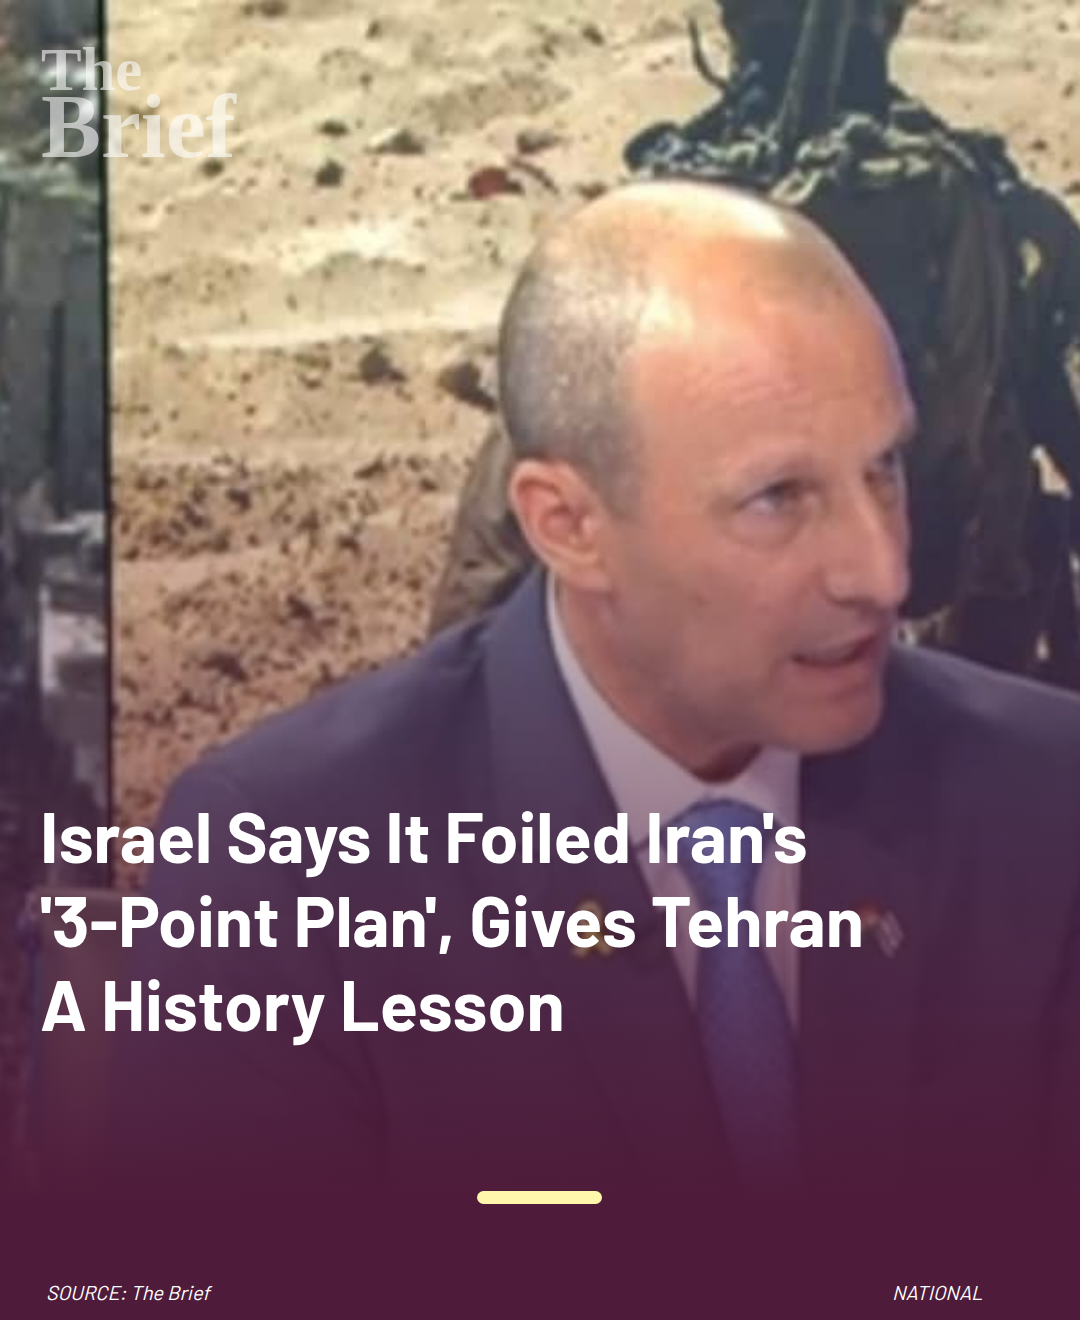 The
Brief
Israel Says It Foiled Iran's
'3-Point Plan', Gives Tehran
A History Lesson
SOURCE: The Brief
NATIONAL